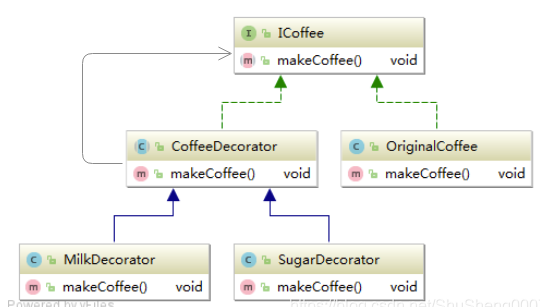 I ICoffee
m makeCoffee() void
C CoffeeDecorator
m makeCoffee() void
C OriginalCoffee
m makeCoffee() void
C MilkDecorator
m makeCoffee() void
C SugarDecorator
m makeCoffee() void
Powered by yFiles
https://blog.csdn.net/ShuSheng000